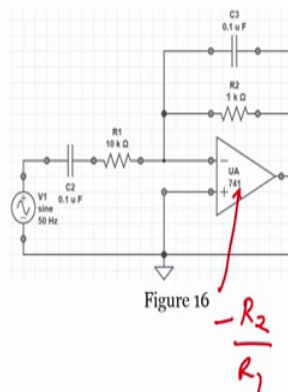 C3
0.1 u F
R2
1 k Ω
R1
10 k Ω
C2
0.1 u F
V1
sine
50 Hz
−
+
UA
741
Figure 16
− R2
R1